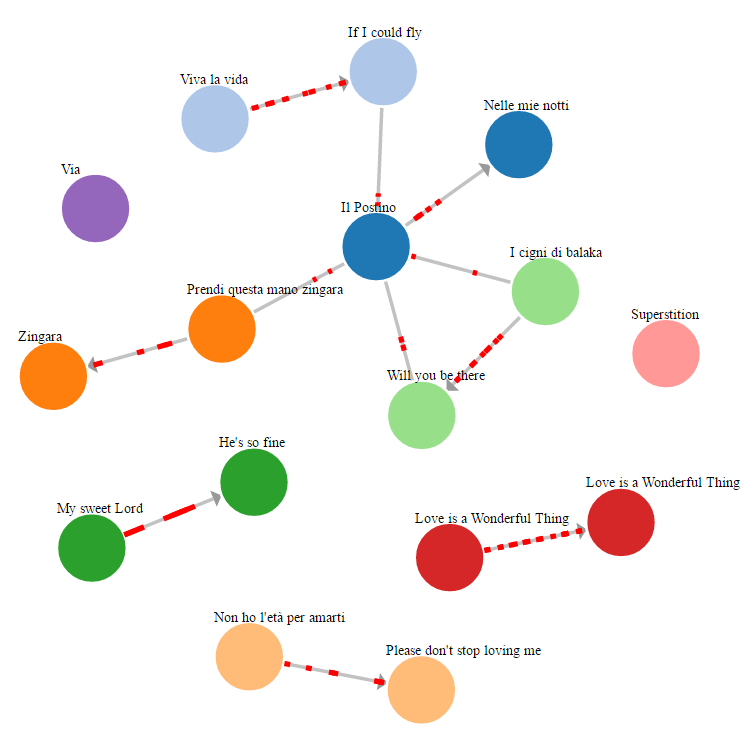 If I could fly
Viva la vida
Nelle mie notti
Via
Il Postino
I cigni di balaka
Prendi questa mano zingara
Superstition
Zingara
Will you be there
He's so fine
Love is a Wonderful Thing
My sweet Lord
Love is a Wonderful Thing
Non ho l'età per amarti
Please don't stop loving me